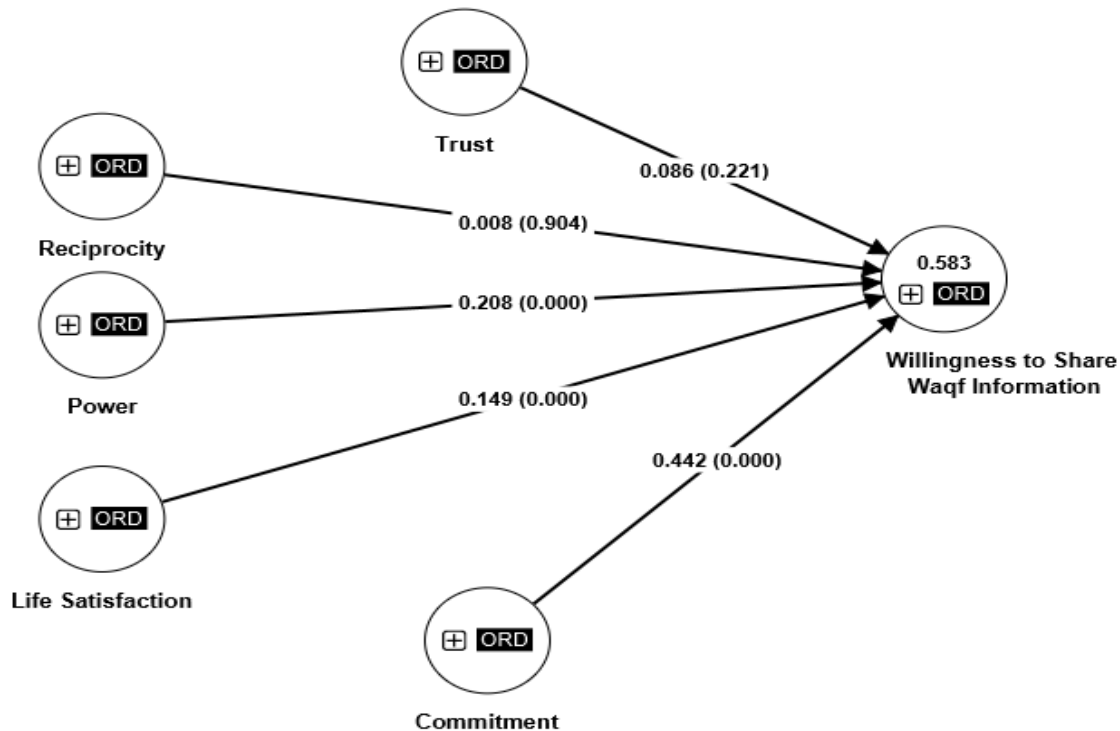 ORD
Trust
0.086 (0.221)
ORD
Reciprocity
0.008 (0.904)
0.583
ORD
Willingness to Share
Waqf Information
ORD
Power
0.208 (0.000)
ORD
Life Satisfaction
0.149 (0.000)
0.442 (0.000)
ORD
Commitment